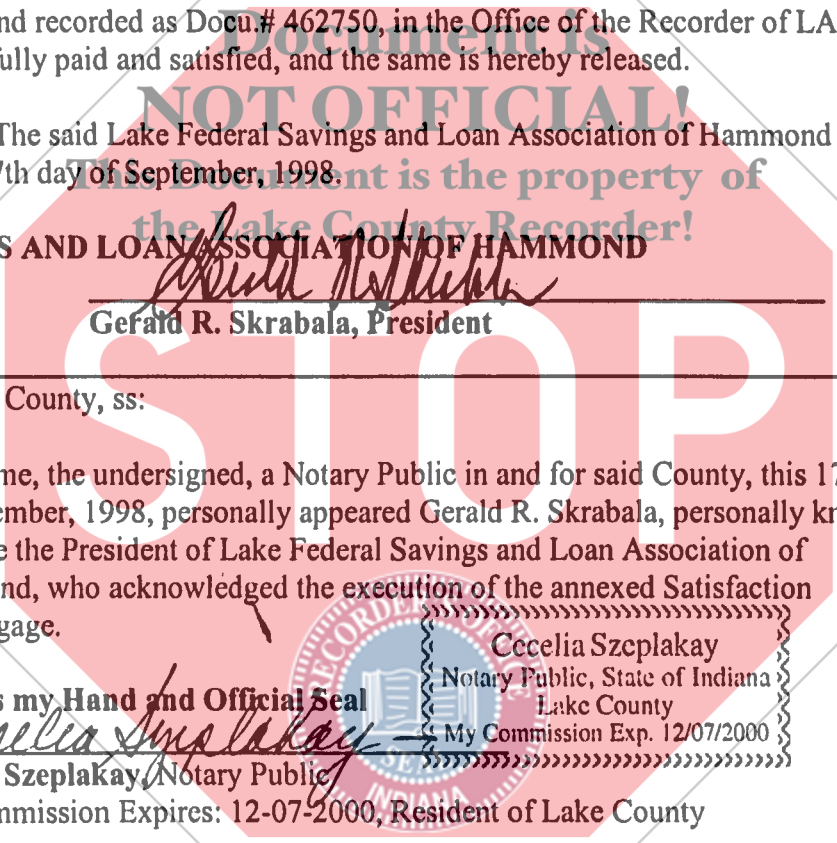 nd recorded as Docu.# 462750, in the Office of the Recorder of LA
Document is
ully paid and satisfied, and the same is hereby released.
NOT OFFICIAL!
The said Lake Federal Savings and Loan Association of Hammond
7th day of September, 1998.
This Document is the property of
the Lake County Recorder!
S AND LOAN ASSOCIATION OF HAMMOND
Gerald R. Skrabala, President
STOP
County, ss:
me, the undersigned, a Notary Public in and for said County, this 17
ember, 1998, personally appeared Gerald R. Skrabala, personally kn
e the President of Lake Federal Savings and Loan Association of
nd, who acknowledged the execution of the annexed Satisfaction
gage.
RECORDER'S OFFICE
SEAL
INDIANA
Cecelia Szeplakay
Notary Public, State of Indiana
Lake County
My Commission Exp. 12/07/2000
s my Hand and Official Seal
elia Szeplakay
Szeplakay, Notary Public
mmission Expires: 12-07-2000, Resident of Lake County